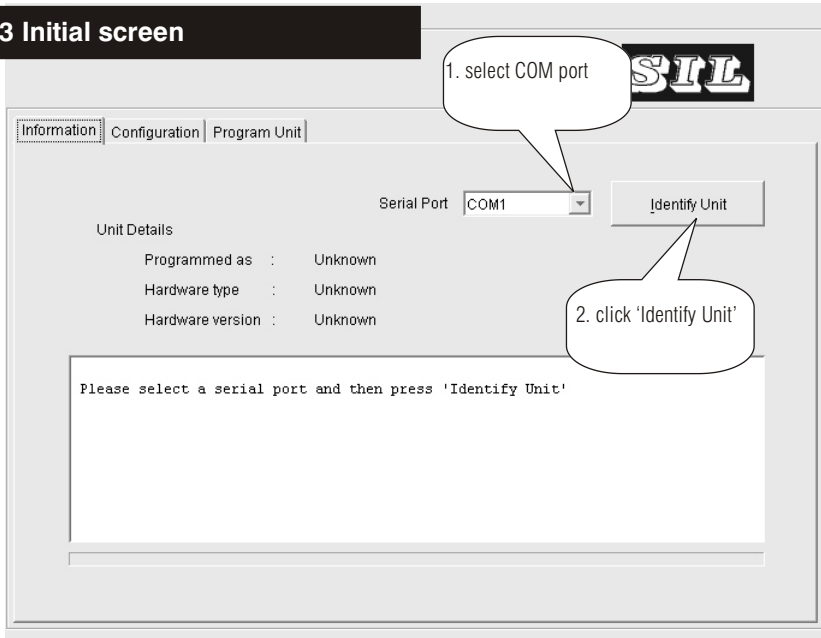 3 Initial screen
1. select COM port
SIL
Information Configuration Program Unit
Serial Port COM1 Identify Unit
Unit Details
Programmed as : Unknown
Hardware type : Unknown
Hardware version : Unknown
2. click ‘Identify Unit’
Please select a serial port and then press 'Identify Unit'